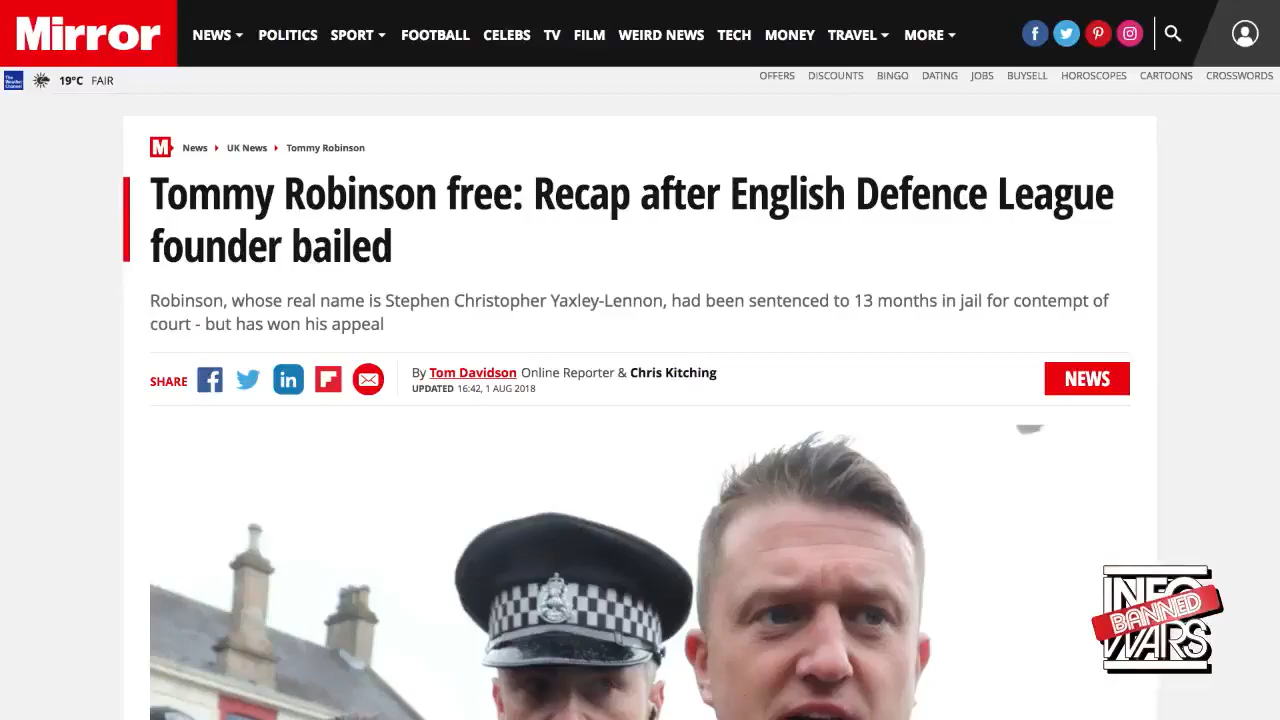 Mirror
NEWS POLITICS SPORT FOOTBALL CELEBS TV FILM WEIRD NEWS TECH MONEY TRAVEL MORE
The Weather Channel
19°C FAIR
OFFERS DISCOUNTS BINGO DATING JOBS BUYSELL HOROSCOPES CARTOONS CROSSWORDS
M News UK News Tommy Robinson
Tommy Robinson free: Recap after English Defence League
founder bailed
Robinson, whose real name is Stephen Christopher Yaxley-Lennon, had been sentenced to 13 months in jail for contempt of
court - but has won his appeal
SHARE
By Tom Davidson Online Reporter & Chris Kitching
UPDATED 16:42, 1 AUG 2018
NEWS
INFO
BANNED
WARS